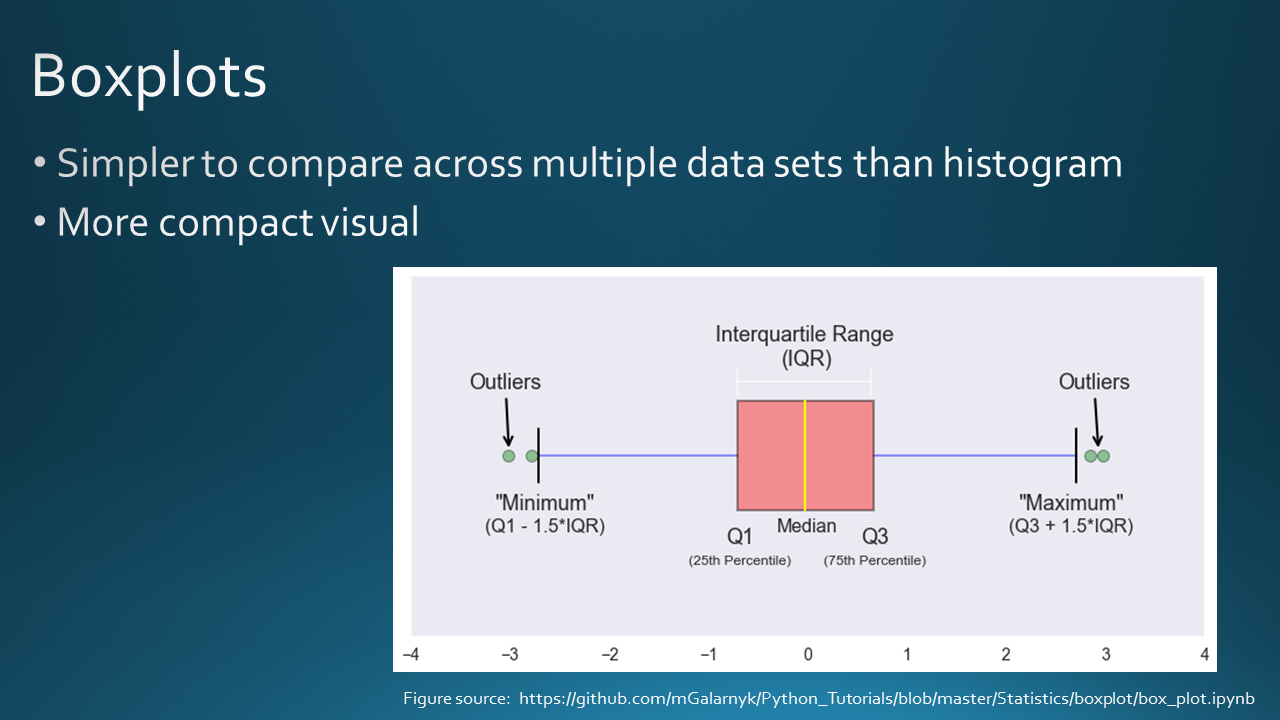 Boxplots
• Simpler to compare across multiple data sets than histogram
• More compact visual
Interquartile Range
(IQR)
Outliers
Outliers
"Minimum"
(Q1 - 1.5*IQR)
"Maximum"
(Q3 + 1.5*IQR)
Median
Q1
Q3
(25th Percentile)
(75th Percentile)
−4 −3 −2 −1 0 1 2 3 4
Figure source: https://github.com/mGalarnyk/Python_Tutorials/blob/master/Statistics/boxplot/box_plot.ipynb